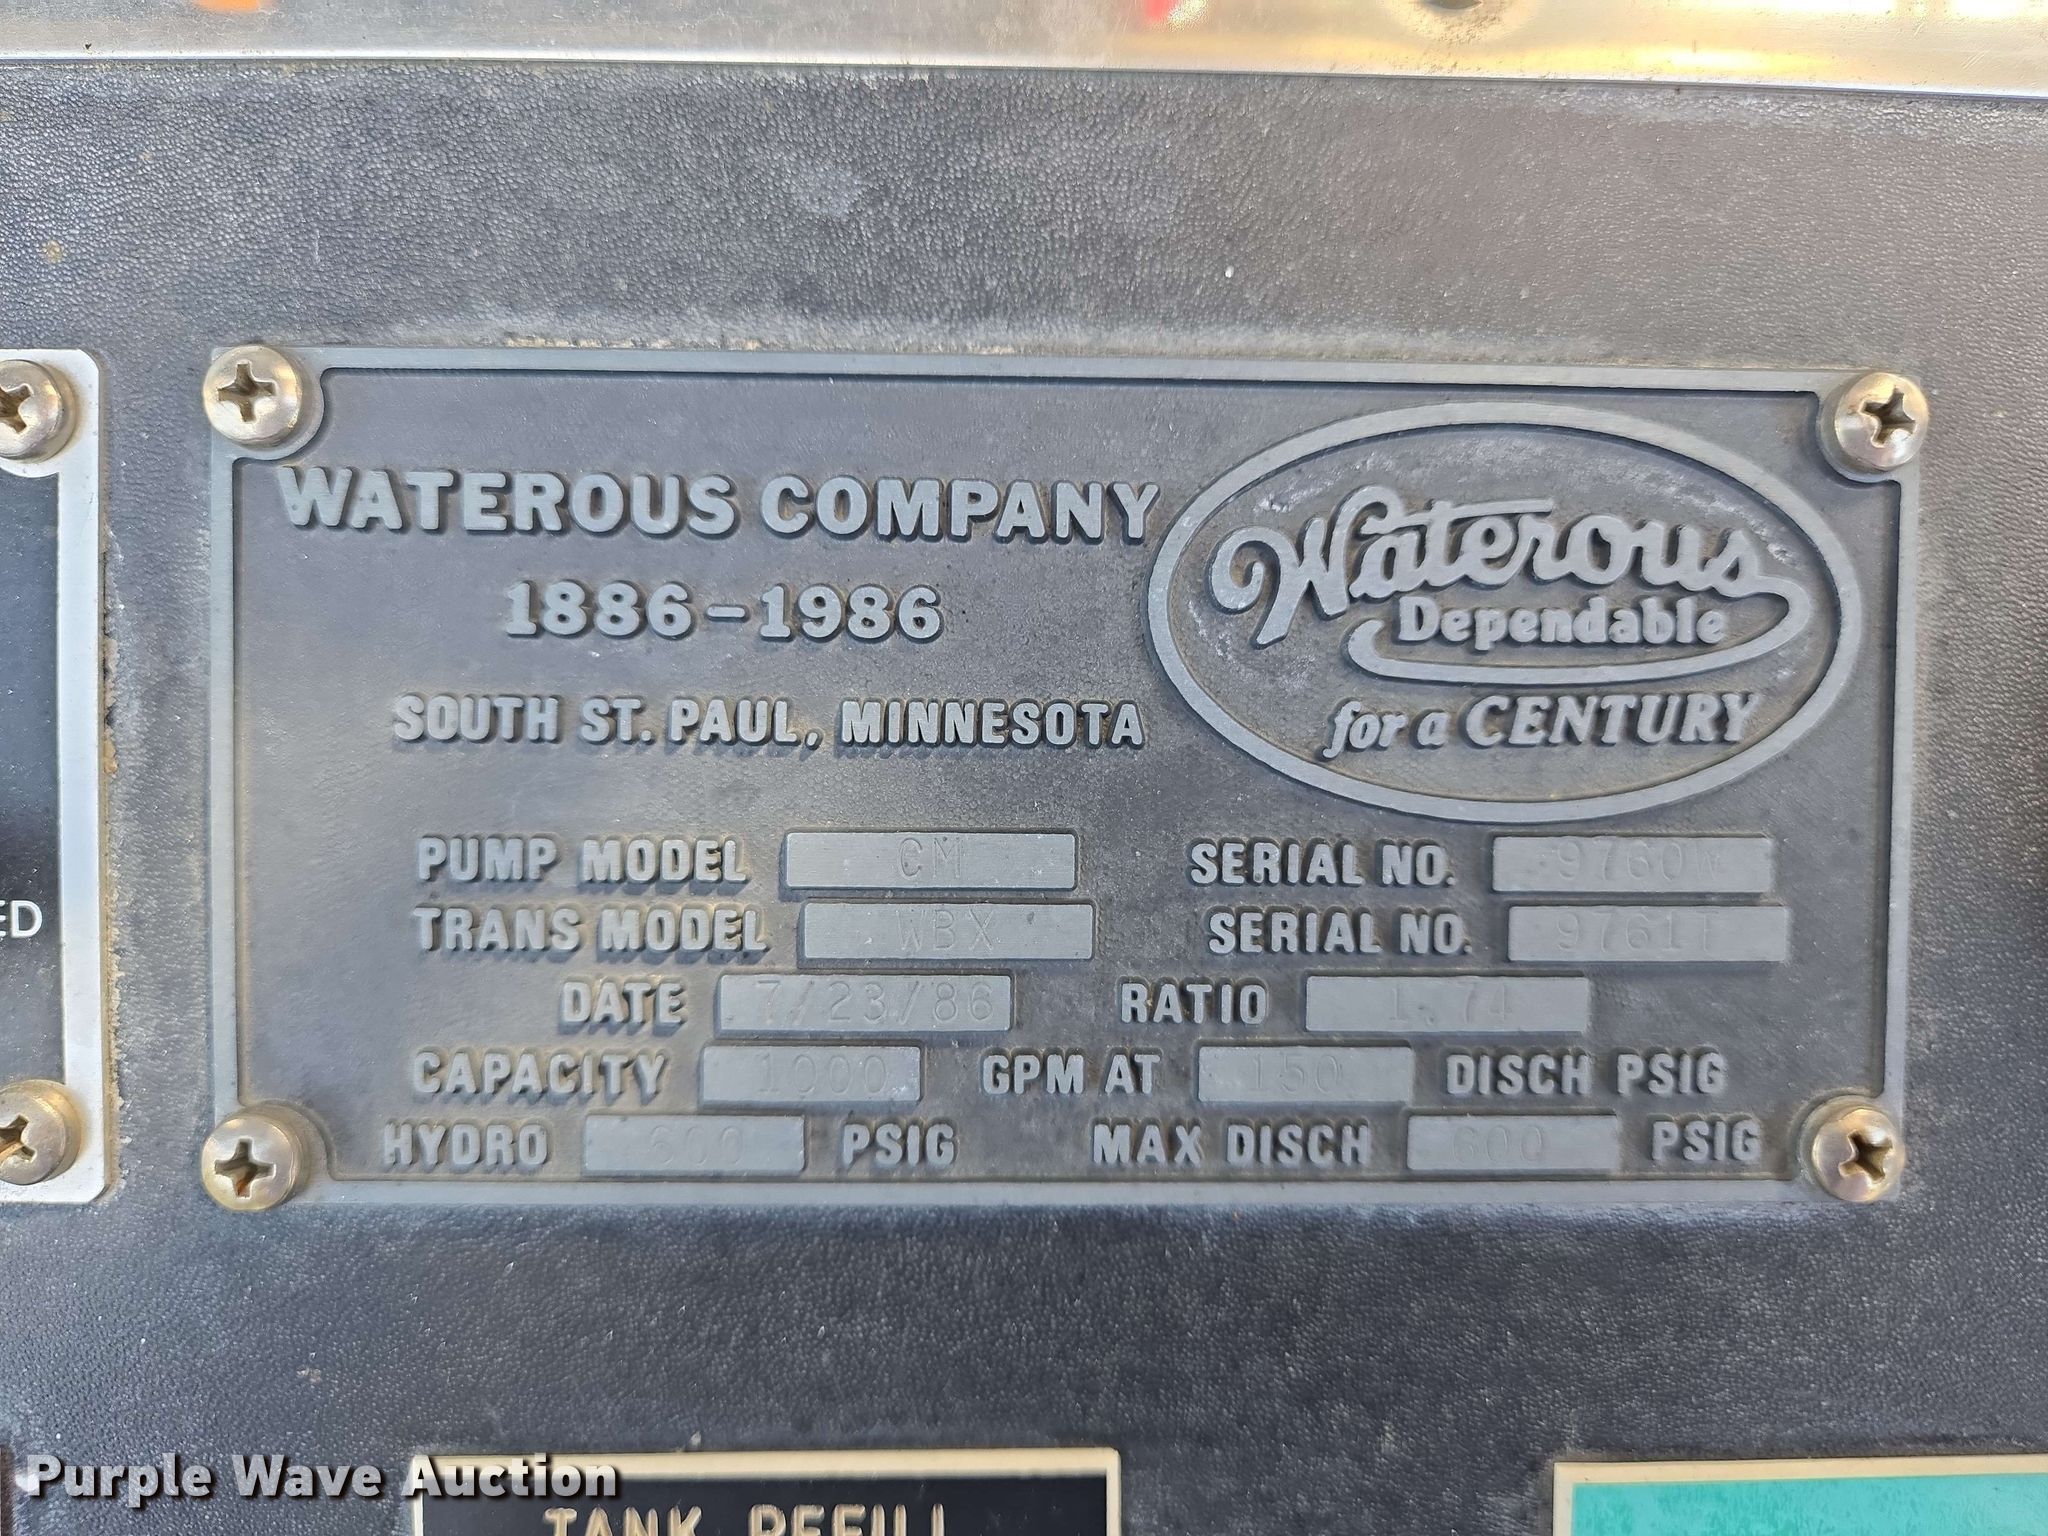 WATEROUS COMPANY
1886-1986
SOUTH ST. PAUL, MINNESOTA
Waterous
Dependable
for a CENTURY
PUMP MODEL CM SERIAL NO. 9760W
TRANS MODEL WBX SERIAL NO. 9761T
DATE 7/23/86 RATIO 1.74
CAPACITY 1000 GPM AT 150 DISCH PSIG
HYDRO 600 PSIG MAX DISCH 600 PSIG
ED
Purple Wave Auction
TANK REFILL